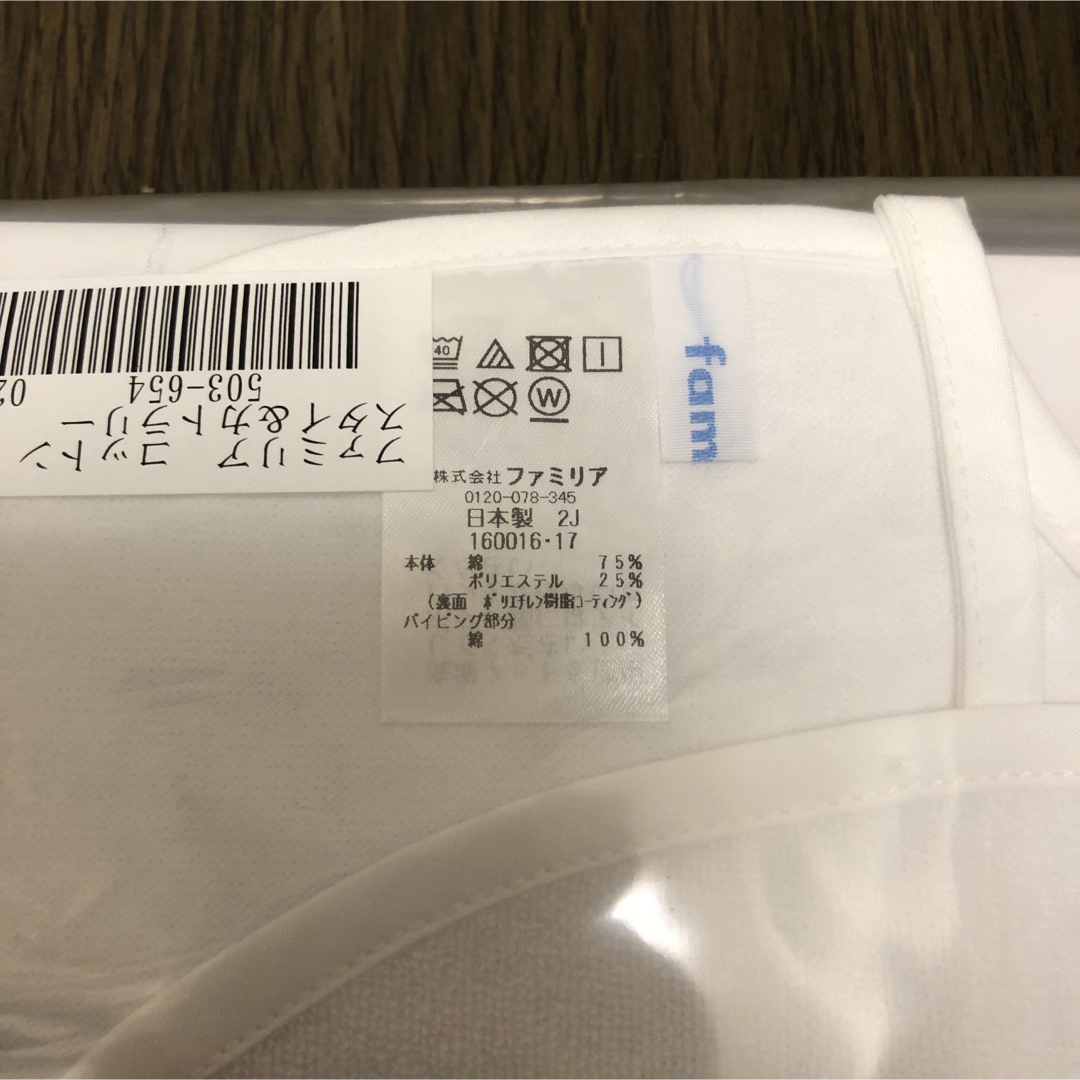 40
W
fam
株式会社 ファミリア
0120-078-345
日本製 2J
160016・17
本体 綿 75%
ポリエステル 25%
(裏面 ポリエチレン樹脂コーティング)
パイピング部分
綿 100%
ファミリア コットン
スタイ&カトラリー
503-654 02